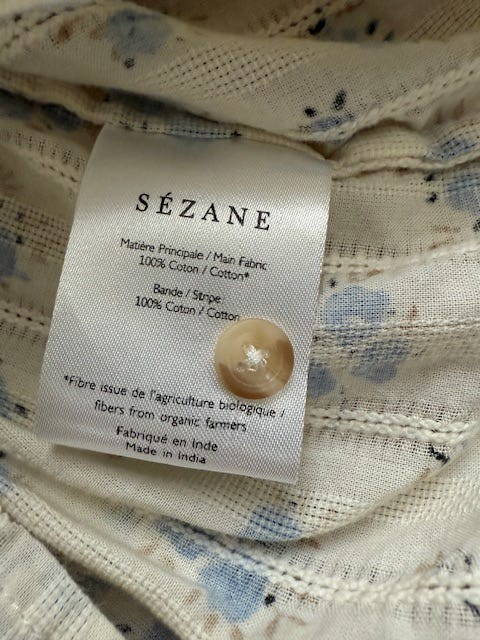 SÉZANE
Matière Principale / Main Fabric
100% Coton / Cotton*
Bande / Stripe
100% Coton / Cotton
*Fibre issue de l'agriculture biologique /
fibers from organic farmers
Fabriqué en Inde
Made in India